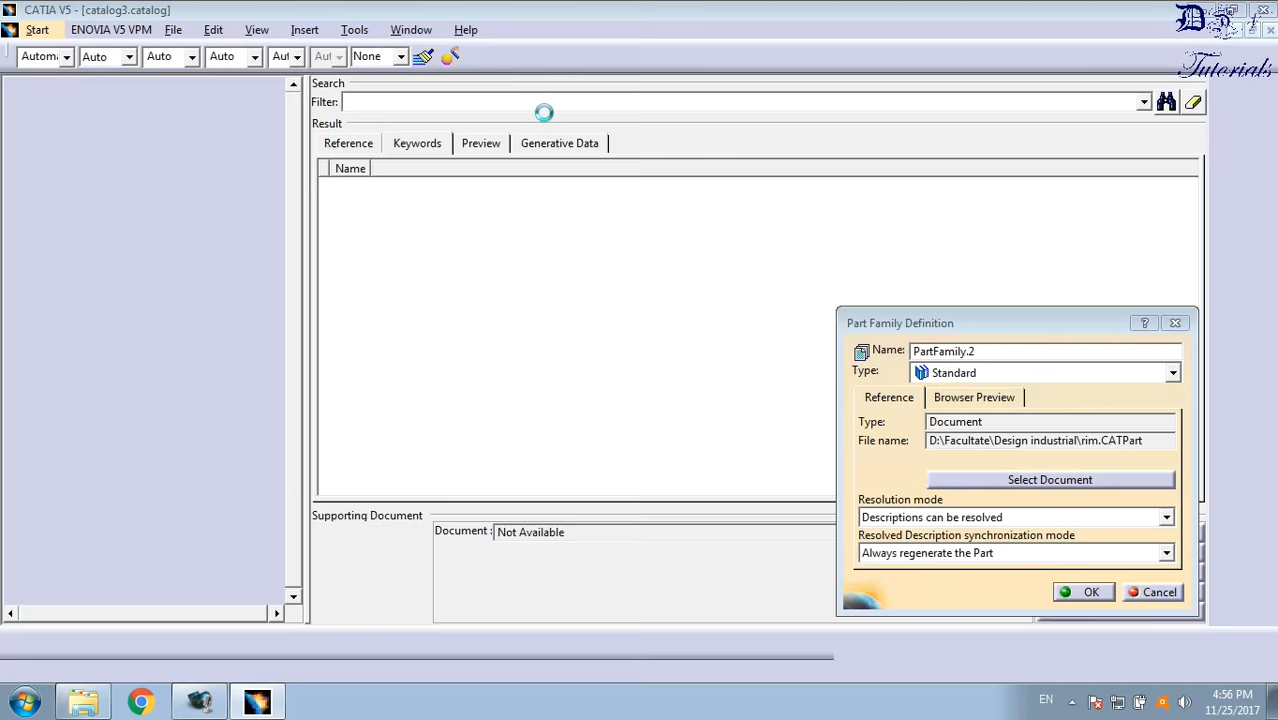 CATIA V5 - [catalog3.catalog]
Start ENOVIA V5 VPM File Edit View Insert Tools Window Help
Automa Auto Auto Auto Aut Aut None
Tutorials
Search
Filter:
Result
Reference Keywords Preview Generative Data
Name
Part Family Definition
Name: PartFamily.2
Type: Standard
Reference Browser Preview
Type: Document
File name: D:\Facultate\Design industrial\rim.CATPart
Select Document
Resolution mode
Descriptions can be resolved
Resolved Description synchronization mode
Always regenerate the Part
OK Cancel
Supporting Document
Document : Not Available
EN
4:56 PM
11/25/2017